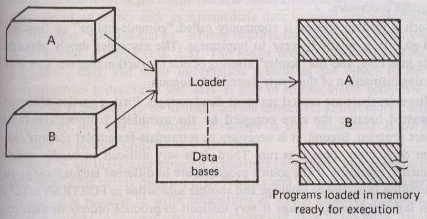 A
B
Loader
Data
bases
A
B
Programs loaded in memory
ready for execution